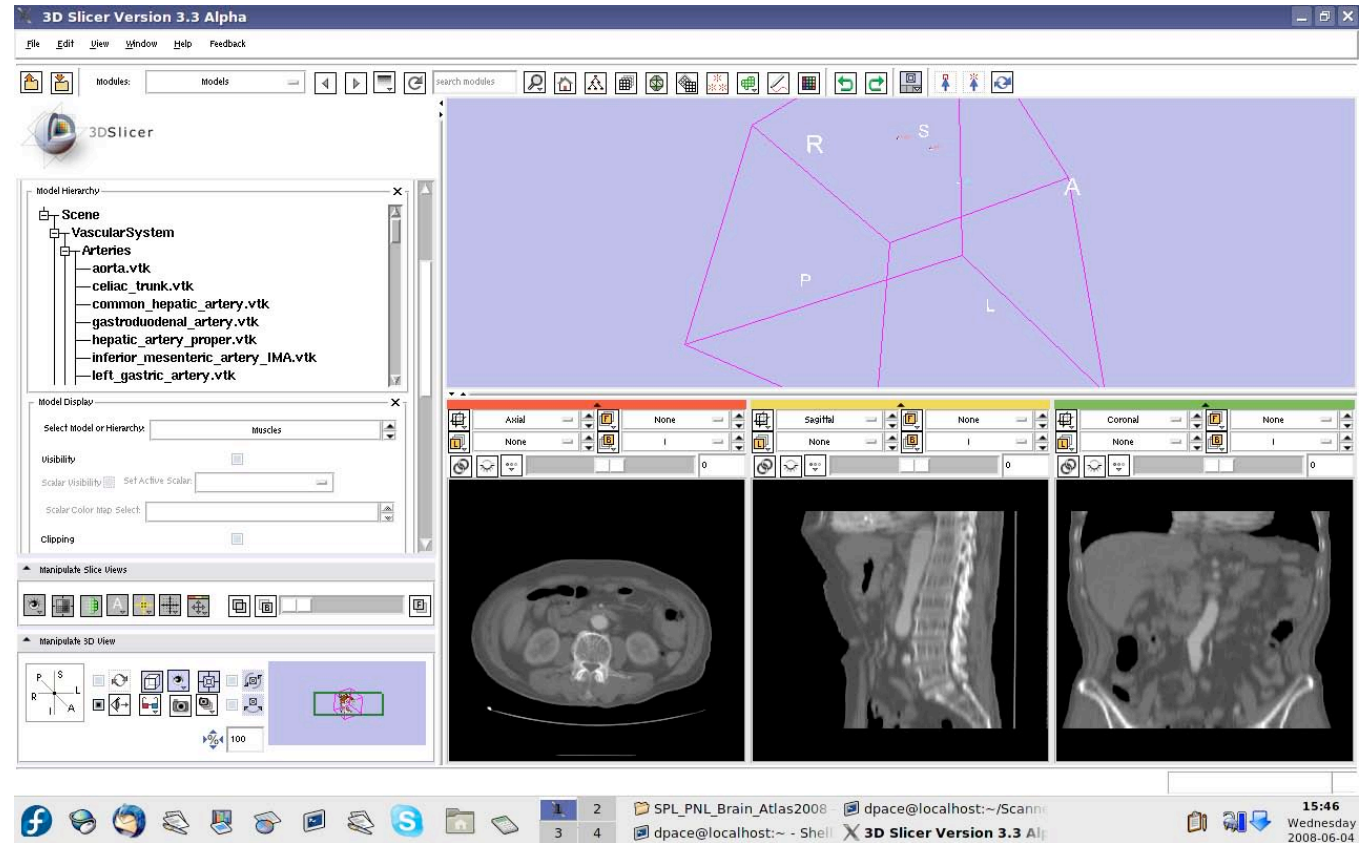 3D Slicer Version 3.3 Alpha
File Edit View Window Help Feedback
Modules: Models search modules
3DSlicer
Model Hierarchy
Scene
VascularSystem
Arteries
aorta.vtk
celiac_trunk.vtk
common_hepatic_artery.vtk
gastroduodenal_artery.vtk
hepatic_artery_proper.vtk
inferior_mesenteric_artery_IMA.vtk
left_gastric_artery.vtk
Model Display
Select Model or Hierarchy: Muscles
Visibility
Scalar Visibility Set Active Scalar:
Scalar Color Map Select:
Clipping
Manipulate Slice Views
Manipulate 3D View
P S
R L
I A
100
R S A
P L
Axial F None
L None B I
0
Sagittal F None
L None B I
0
Coronal F None
L None B I
0
1 2
3 4
SPL_PNL_Brain_Atlas2008 - dpace@localhost:~/Scann
dpace@localhost:~ - Shell 3D Slicer Version 3.3 Alp
15:46
Wednesday
2008-06-04